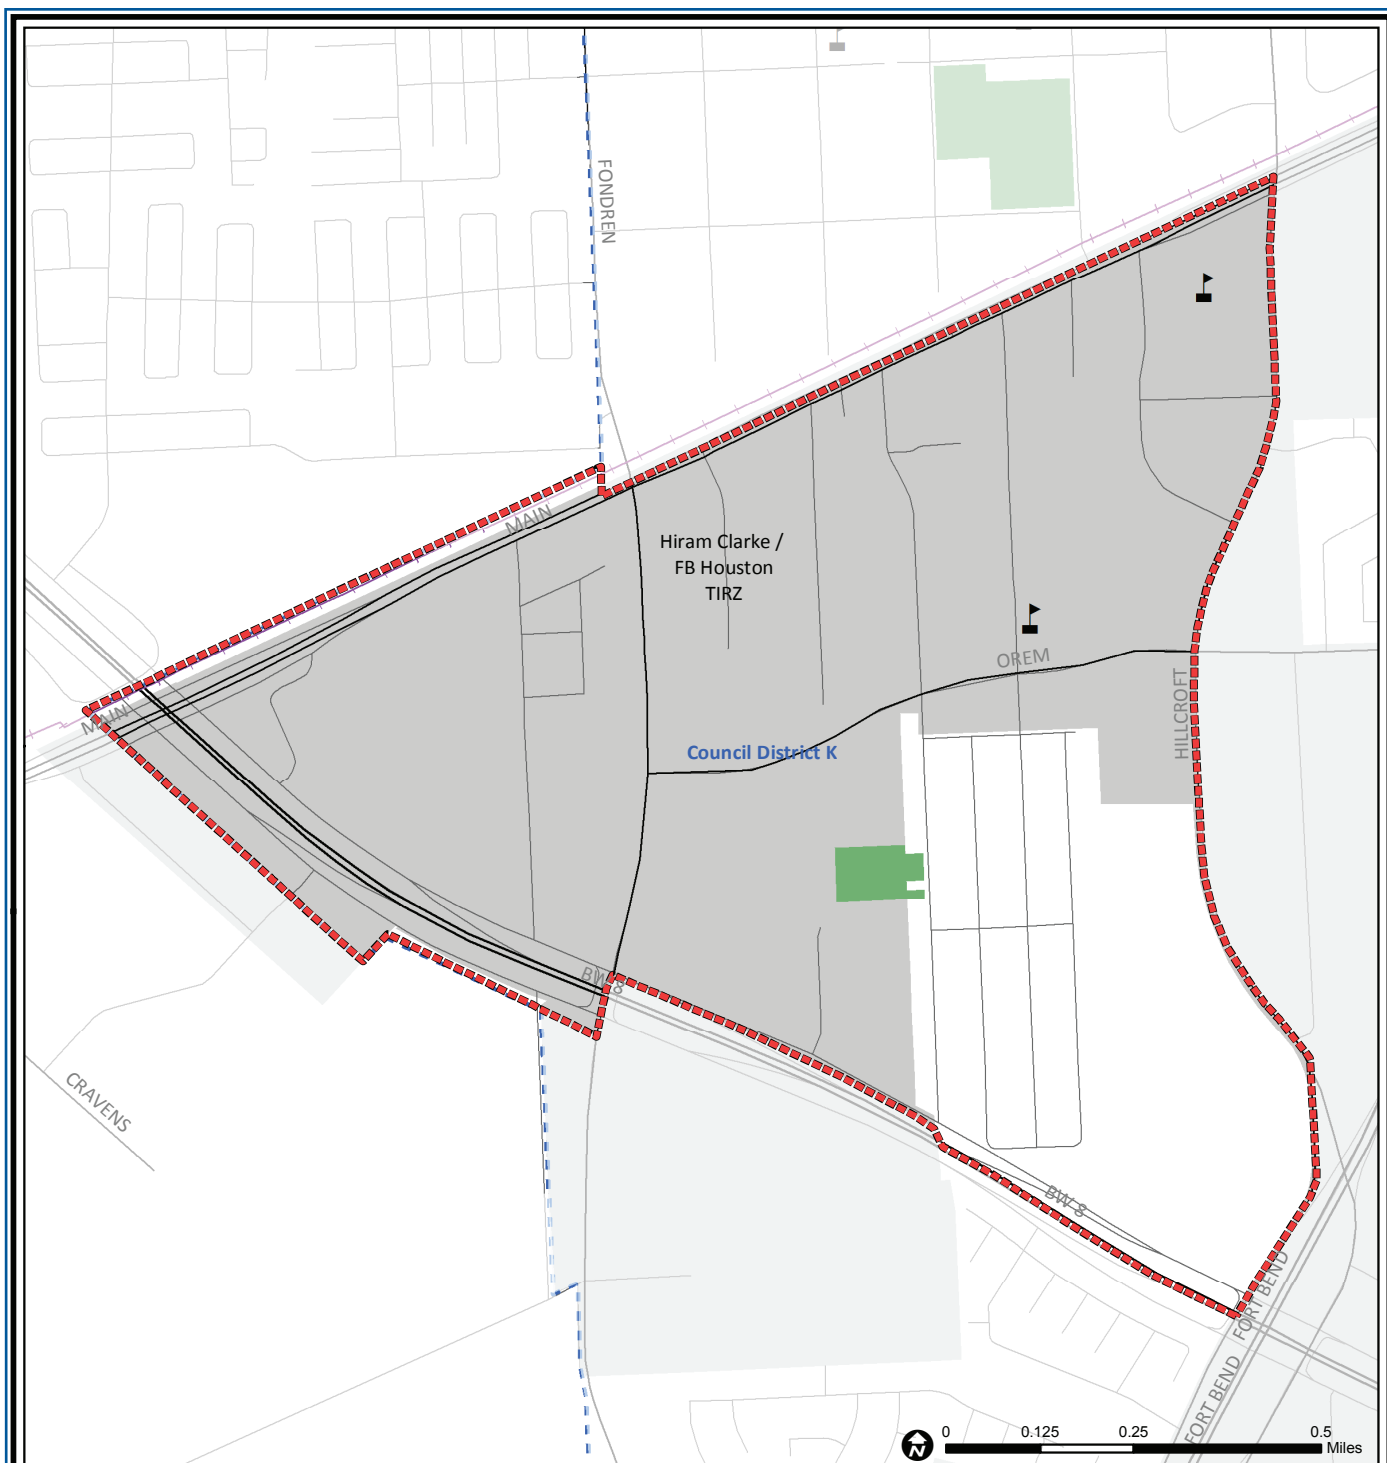 FONDREN
MAIN
Hiram Clarke /
FB Houston
TIRZ
OREM
HILLCROFT
MAIN
Council District K
BW 8
CRAVENS
BW 8
FORT BEND
FORT BEND
N
0 0.125 0.25 0.5
Miles